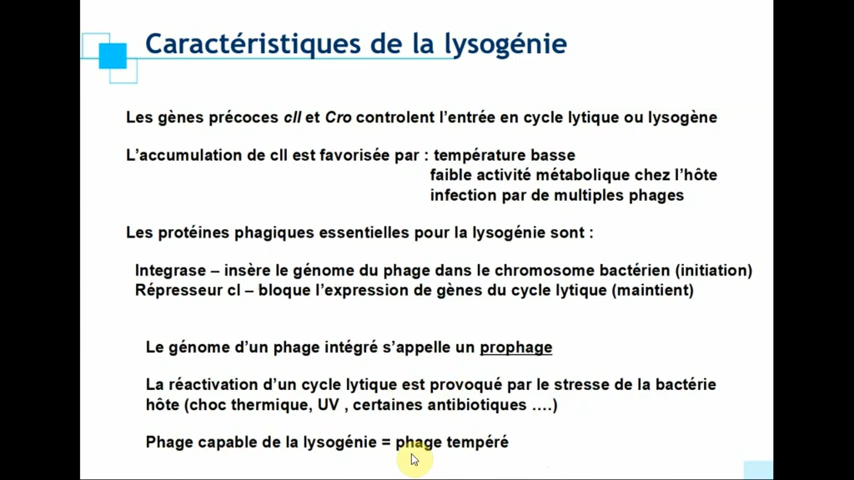 Caractéristiques de la lysogénie
Les gènes précoces cII et Cro controlent l'entrée en cycle lytique ou lysogène
L'accumulation de cII est favorisée par : température basse
faible activité métabolique chez l'hôte
infection par de multiples phages
Les protéines phagiques essentielles pour la lysogénie sont :
Integrase – insère le génome du phage dans le chromosome bactérien (initiation)
Répresseur cI – bloque l'expression de gènes du cycle lytique (maintient)
Le génome d'un phage intégré s'appelle un prophage
La réactivation d'un cycle lytique est provoqué par le stresse de la bactérie
hôte (choc thermique, UV , certaines antibiotiques ....)
Phage capable de la lysogénie = phage tempéré